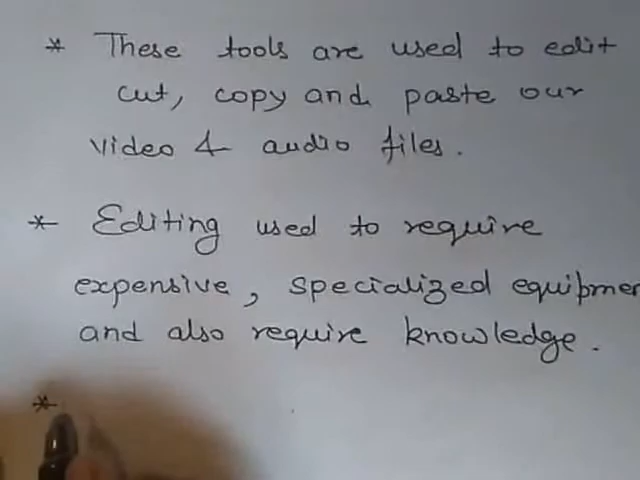 * These tools are used to edit
cut, copy and paste our
video & audio files.
* Editing used to require
expensive, specialized equipmen
and also require knowledge.
*